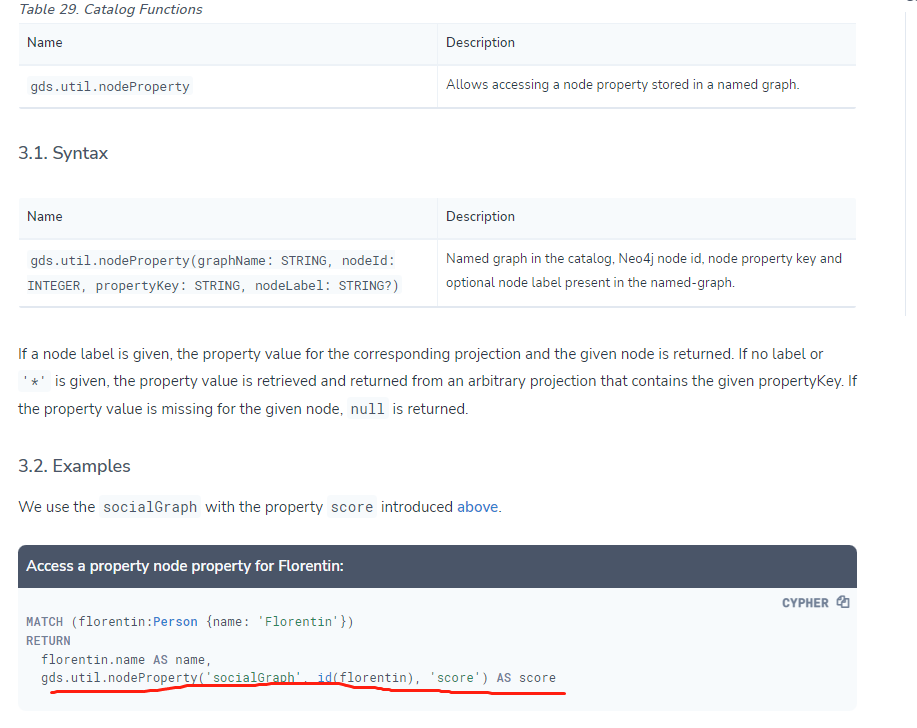 Table 29. Catalog Functions
Name Description
gds.util.nodeProperty Allows accessing a node property stored in a named graph.
3.1. Syntax
Name Description
gds.util.nodeProperty(graphName: STRING, nodeId: Named graph in the catalog, Neo4j node id, node property key and
INTEGER, propertyKey: STRING, nodeLabel: STRING?) optional node label present in the named-graph.
If a node label is given, the property value for the corresponding projection and the given node is returned. If no label or
'*' is given, the property value is retrieved and returned from an arbitrary projection that contains the given propertyKey. If
the property value is missing for the given node, null is returned.
3.2. Examples
We use the socialGraph with the property score introduced above.
Access a property node property for Florentin:
CYPHER
MATCH (florentin:Person {name: 'Florentin'})
RETURN
florentin.name AS name,
gds.util.nodeProperty('socialGraph', id(florentin), 'score') AS score